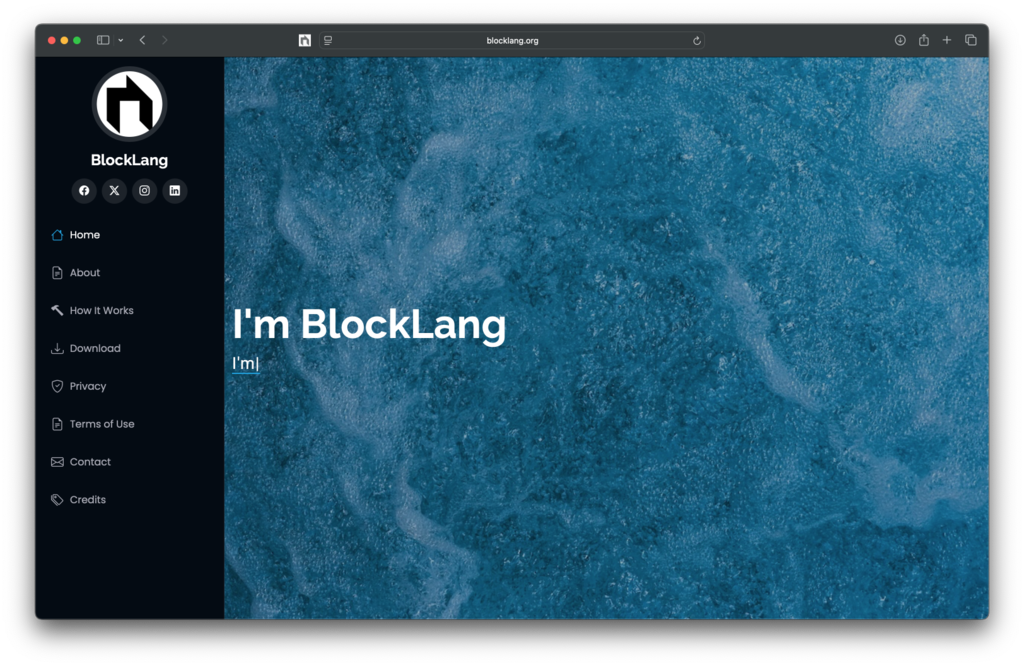 blocklang.org
BlockLang
Home
About
How It Works
Download
Privacy
Terms of Use
Contact
Credits
I'm BlockLang
I'm|